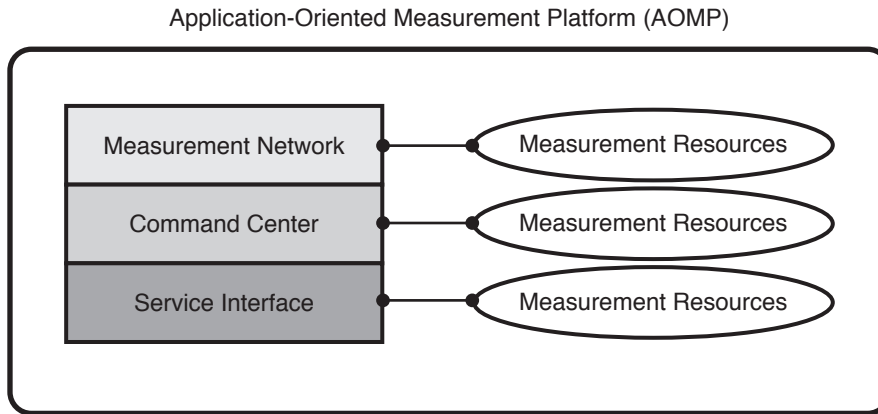 Application-Oriented Measurement Platform (AOMP)
Measurement Network
Measurement Resources
Command Center
Measurement Resources
Service Interface
Measurement Resources